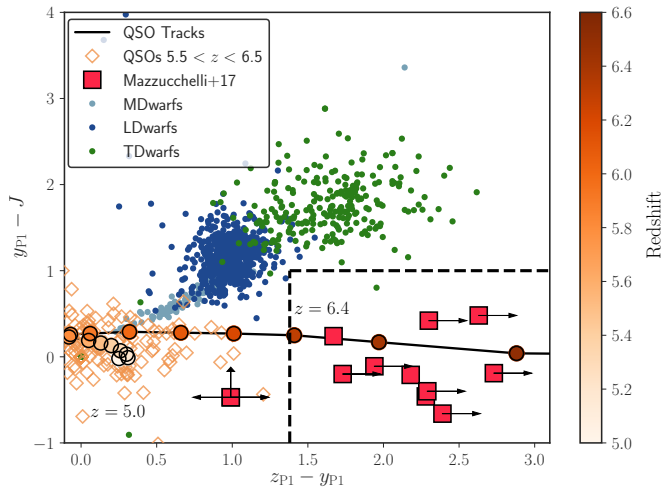 QSO Tracks
QSOs 5.5 < z < 6.5
Mazzucchelli+17
MDwarfs
LDwarfs
TDwarfs
z = 6.4
z = 5.0
4
3
2
1
0
−1
y_P1 − J
0.0 0.5 1.0 1.5 2.0 2.5 3.0
z_P1 − y_P1
6.6
6.4
6.2
6.0
5.8
5.6
5.4
5.2
5.0
Redshift